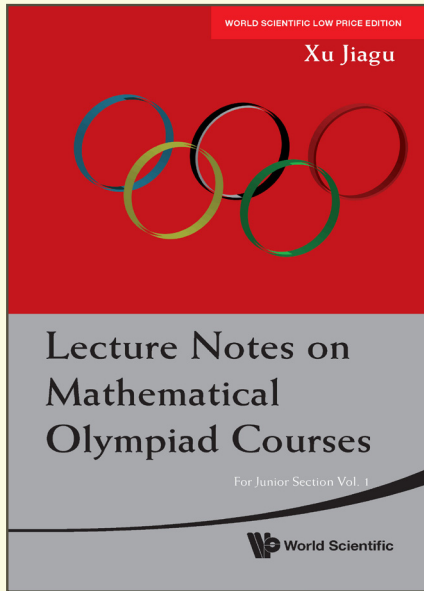 WORLD SCIENTIFIC LOW PRICE EDITION
Xu Jiagu
Lecture Notes on
Mathematical
Olympiad Courses
For Junior Section Vol. 1
World Scientific